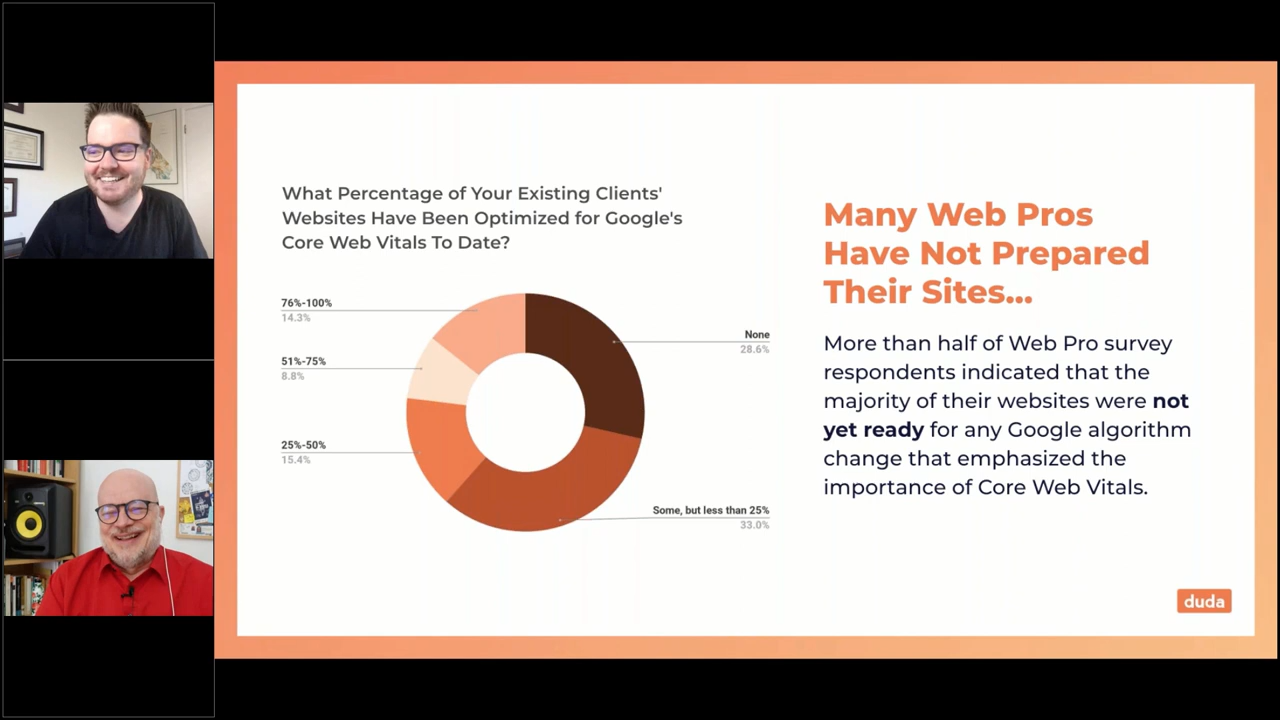 What Percentage of Your Existing Clients'
Websites Have Been Optimized for Google's
Core Web Vitals To Date?
76%-100%
14.3%
51%-75%
8.8%
25%-50%
15.4%
None
28.6%
Some, but less than 25%
33.0%
Many Web Pros
Have Not Prepared
Their Sites...
More than half of Web Pro survey
respondents indicated that the
majority of their websites were not
yet ready for any Google algorithm
change that emphasized the
importance of Core Web Vitals.
duda